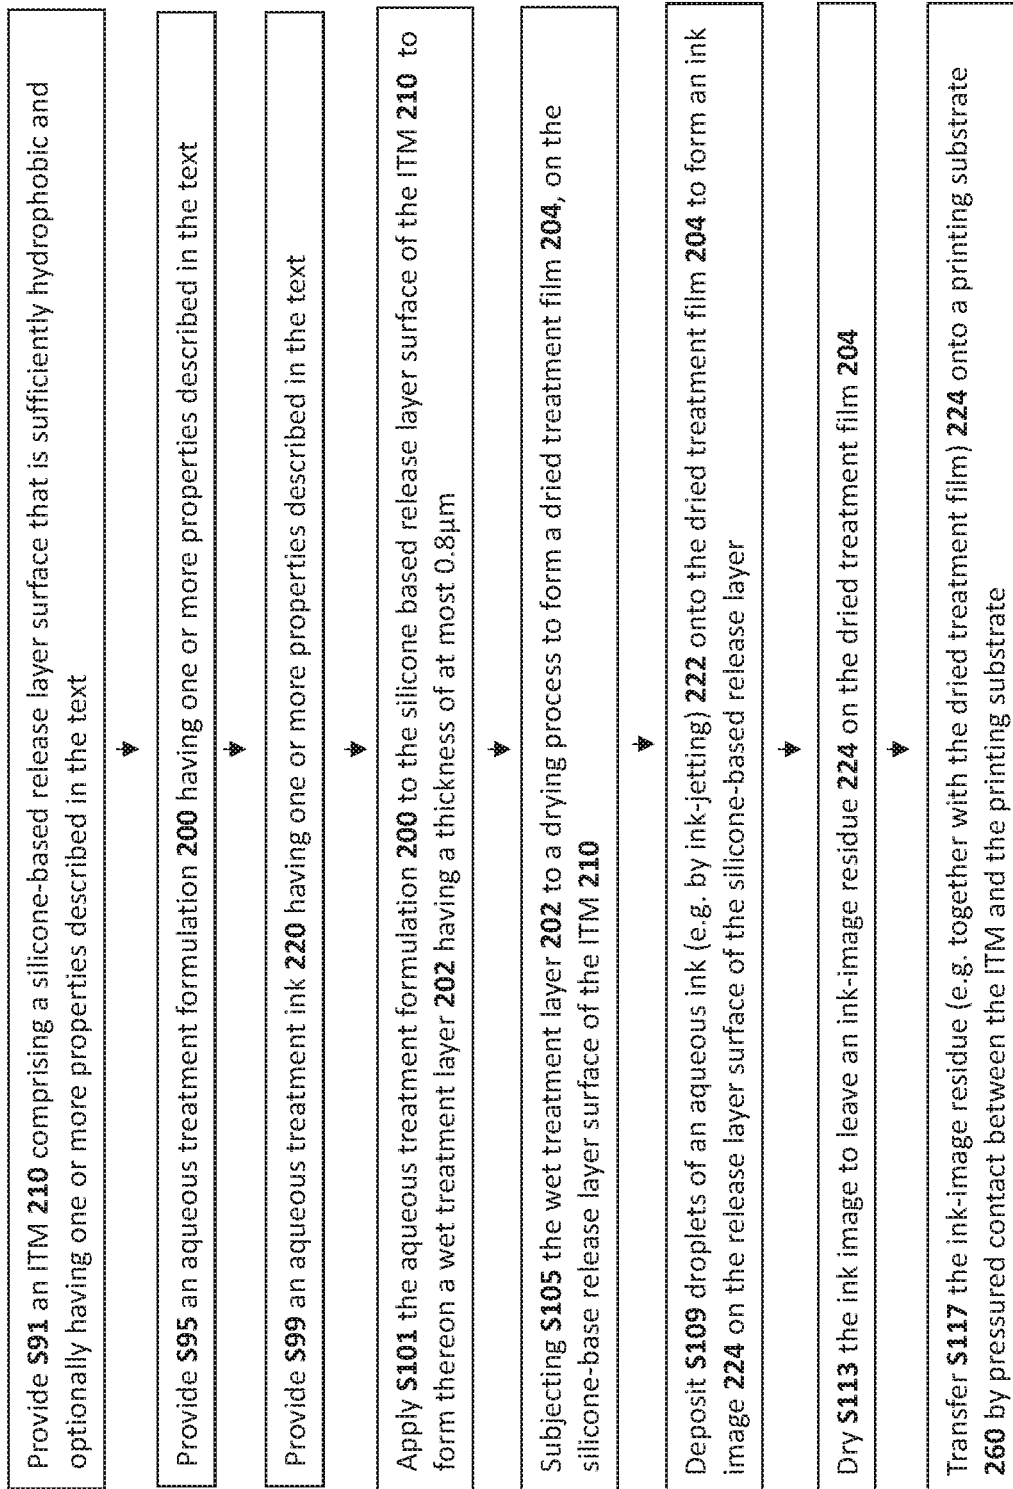 Provide S91 an ITM 210 comprising a silicone-based release layer surface that is sufficiently hydrophobic and
optionally having one or more properties described in the text
Provide S95 an aqueous treatment formulation 200 having one or more properties described in the text
Provide S99 an aqueous treatment ink 220 having one or more properties described in the text
Apply S101 the aqueous treatment formulation 200 to the silicone based release layer surface of the ITM 210 to
form thereon a wet treatment layer 202 having a thickness of at most 0.8μm
Subjecting S105 the wet treatment layer 202 to a drying process to form a dried treatment film 204, on the
silicone-base release layer surface of the ITM 210
Deposit S109 droplets of an aqueous ink (e.g. by ink-jetting) 222 onto the dried treatment film 204 to form an ink
image 224 on the release layer surface of the silicone-based release layer
Dry S113 the ink image to leave an ink-image residue 224 on the dried treatment film 204
Transfer S117 the ink-image residue (e.g. together with the dried treatment film) 224 onto a printing substrate
260 by pressured contact between the ITM and the printing substrate